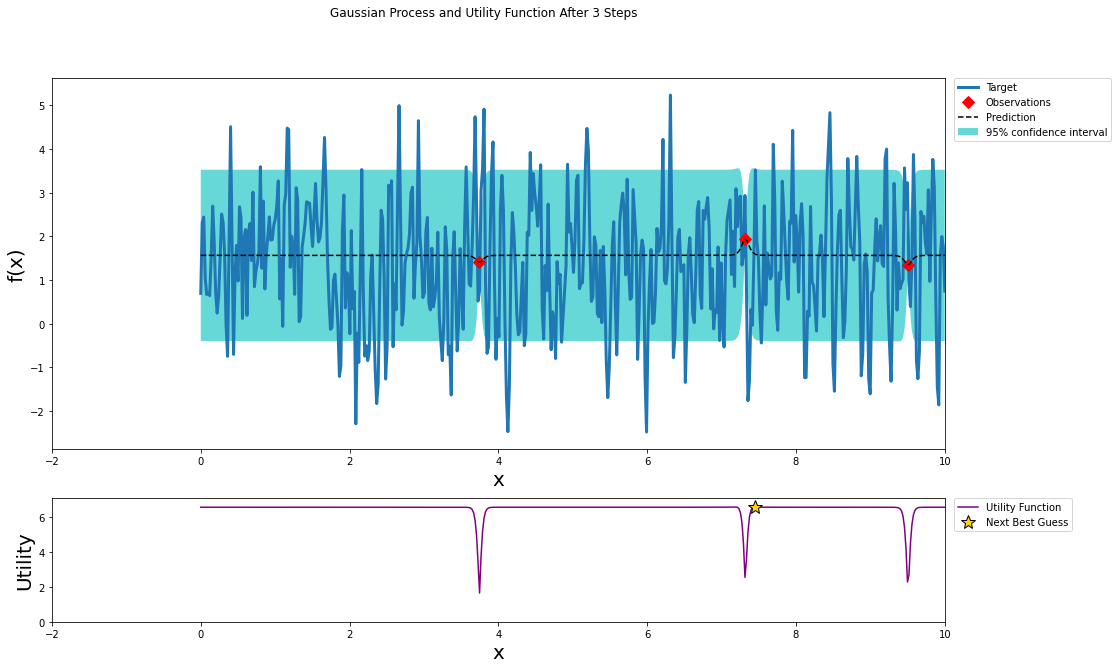 Gaussian Process and Utility Function After 3 Steps
f(x)
5
4
3
2
1
0
−1
−2
−2 0 2 4 6 8 10
x
Target
Observations
Prediction
95% confidence interval
Utility
6
4
2
0
−2 0 2 4 6 8 10
x
Utility Function
Next Best Guess